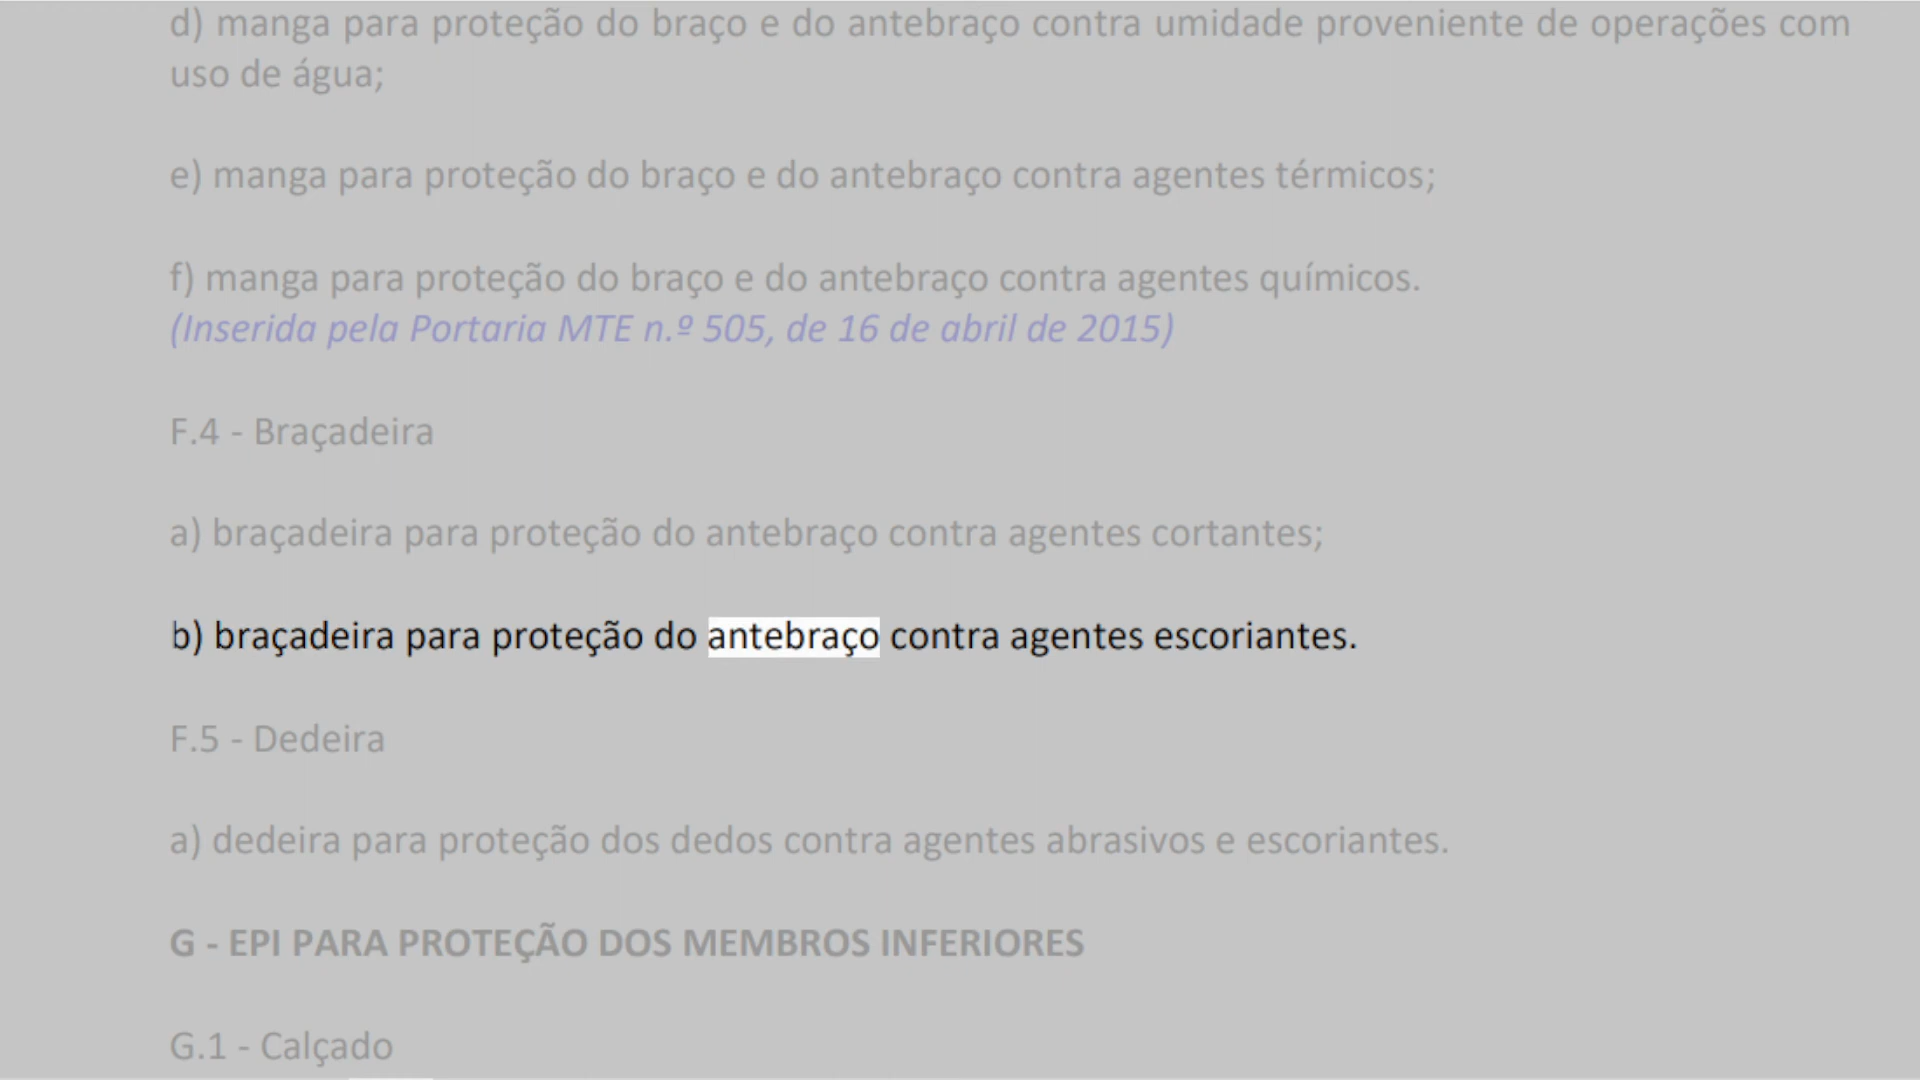 d) manga para proteção do braço e do antebraço contra umidade proveniente de operações com
uso de água;
e) manga para proteção do braço e do antebraço contra agentes térmicos;
f) manga para proteção do braço e do antebraço contra agentes químicos.
(Inserida pela Portaria MTE n.º 505, de 16 de abril de 2015)
F.4 - Braçadeira
a) braçadeira para proteção do antebraço contra agentes cortantes;
b) braçadeira para proteção do antebraço contra agentes escoriantes.
F.5 - Dedeira
a) dedeira para proteção dos dedos contra agentes abrasivos e escoriantes.
G - EPI PARA PROTEÇÃO DOS MEMBROS INFERIORES
G.1 - Calçado